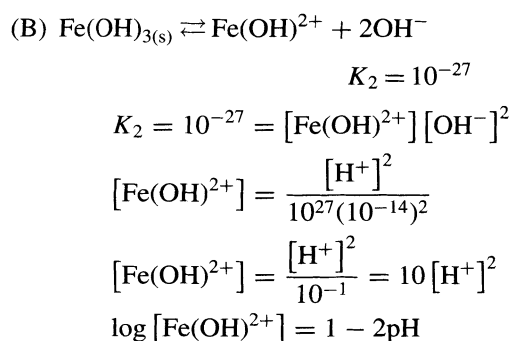 (B) Fe(OH)₃₍ₛ₎ ⇄ Fe(OH)²⁺ + 2OH⁻
K₂ = 10⁻²⁷
K₂ = 10⁻²⁷ = [Fe(OH)²⁺][OH⁻]²
[Fe(OH)²⁺] = [H⁺]² / 10²⁷(10⁻¹⁴)²
[Fe(OH)²⁺] = [H⁺]² / 10⁻¹ = 10[H⁺]²
log [Fe(OH)²⁺] = 1 − 2pH